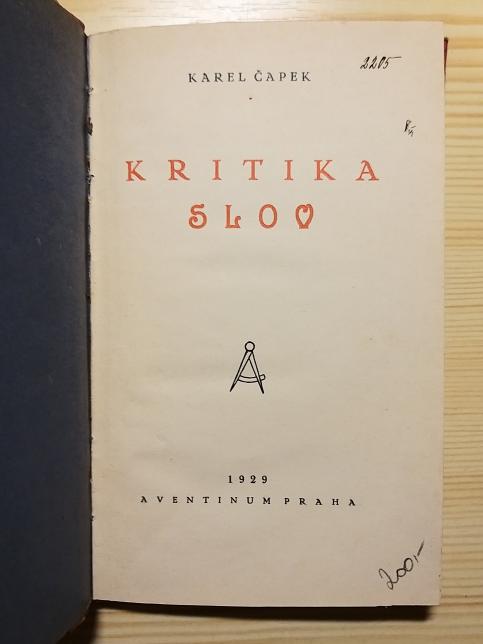 2205
KAREL ČAPEK
KRITIKA
SLOV
1929
AVENTINUM PRAHA
200,-